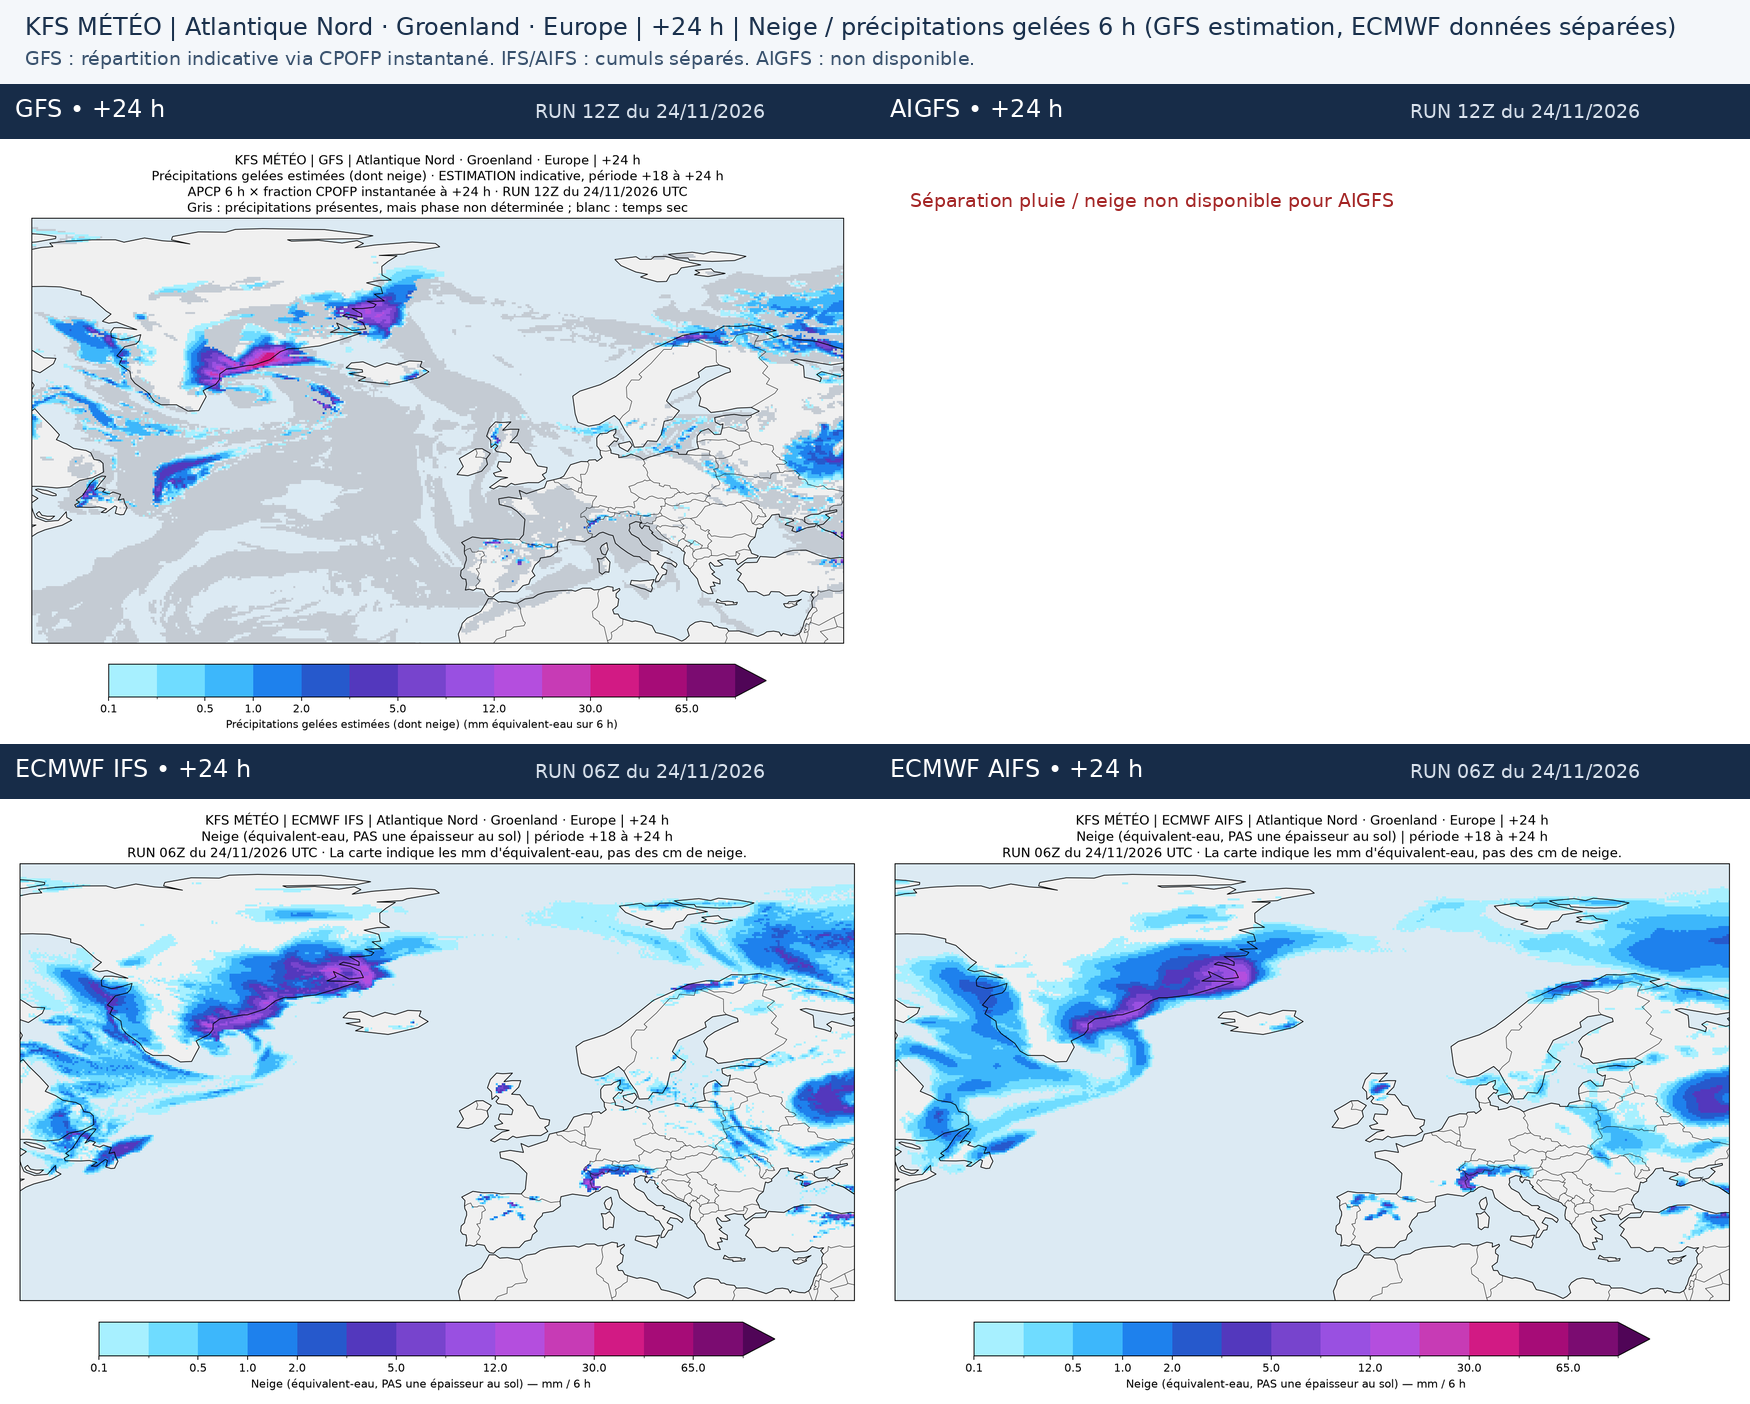 KFS MÉTÉO | Atlantique Nord · Groenland · Europe | +24 h | Neige / précipitations gelées 6 h (GFS estimation, ECMWF données séparées)
GFS : répartition indicative via CPOFP instantané. IFS/AIFS : cumuls séparés. AIGFS : non disponible.
GFS • +24 h
RUN 12Z du 24/11/2026
AIGFS • +24 h
RUN 12Z du 24/11/2026
KFS MÉTÉO | GFS | Atlantique Nord · Groenland · Europe | +24 h
Précipitations gelées estimées (dont neige) · ESTIMATION indicative, période +18 à +24 h
APCP 6 h × fraction CPOFP instantanée à +24 h · RUN 12Z du 24/11/2026 UTC
Gris : précipitations présentes, mais phase non déterminée ; blanc : temps sec
Séparation pluie / neige non disponible pour AIGFS
0.1 0.5 1.0 2.0 5.0 12.0 30.0 65.0
Précipitations gelées estimées (dont neige) (mm équivalent-eau sur 6 h)
ECMWF IFS • +24 h
RUN 06Z du 24/11/2026
ECMWF AIFS • +24 h
RUN 06Z du 24/11/2026
KFS MÉTÉO | ECMWF IFS | Atlantique Nord · Groenland · Europe | +24 h
Neige (équivalent-eau, PAS une épaisseur au sol) | période +18 à +24 h
RUN 06Z du 24/11/2026 UTC · La carte indique les mm d'équivalent-eau, pas des cm de neige.
KFS MÉTÉO | ECMWF AIFS | Atlantique Nord · Groenland · Europe | +24 h
Neige (équivalent-eau, PAS une épaisseur au sol) | période +18 à +24 h
RUN 06Z du 24/11/2026 UTC · La carte indique les mm d'équivalent-eau, pas des cm de neige.
0.1 0.5 1.0 2.0 5.0 12.0 30.0 65.0
Neige (équivalent-eau, PAS une épaisseur au sol) — mm / 6 h
0.1 0.5 1.0 2.0 5.0 12.0 30.0 65.0
Neige (équivalent-eau, PAS une épaisseur au sol) — mm / 6 h